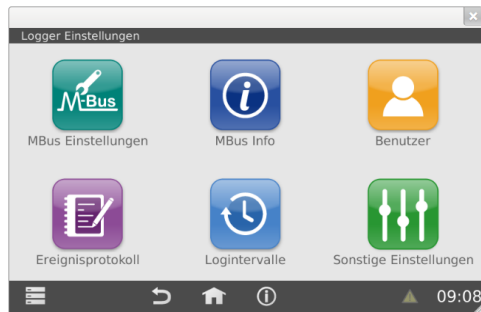 Logger Einstellungen
M-Bus
MBus Einstellungen
MBus Info
Benutzer
Ereignisprotokoll
Logintervalle
Sonstige Einstellungen
09:08